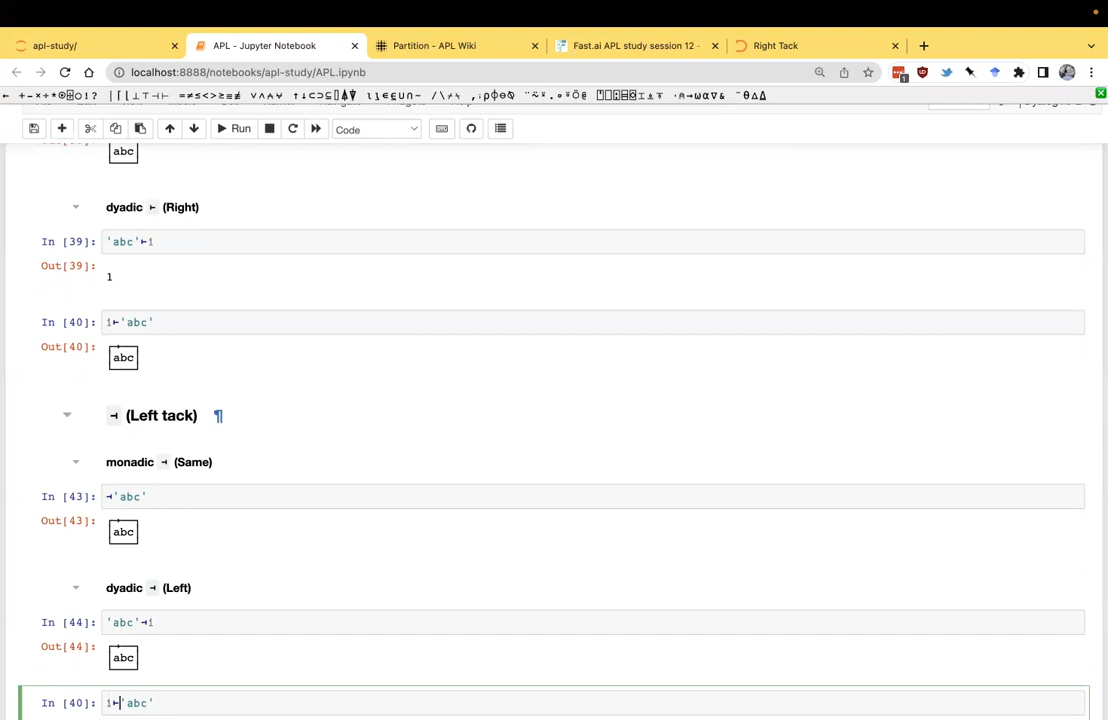 apl-study/
APL - Jupyter Notebook
Partition - APL Wiki
Fast.ai APL study session 12 -
Right Tack
localhost:8888/notebooks/apl-study/APL.ipynb
Run
Code
abc
dyadic ⊢ (Right)
In [39]: 'abc'⊢1
Out[39]:
1
In [40]: 1⊢'abc'
Out[40]:
abc
⊣ (Left tack) ¶
monadic ⊣ (Same)
In [43]: ⊣'abc'
Out[43]:
abc
dyadic ⊣ (Left)
In [44]: 'abc'⊣1
Out[44]:
abc
In [40]: 1⊢'abc'